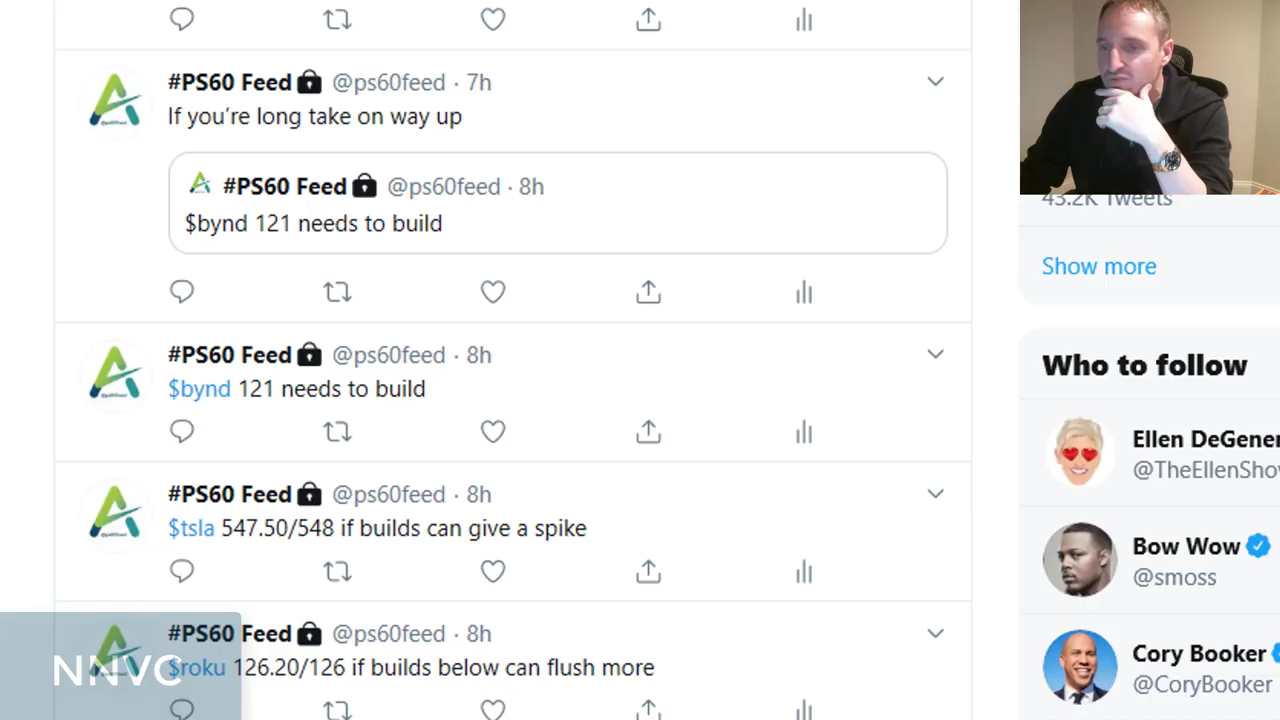 #PS60 Feed @ps60feed · 7h
If you're long take on way up
#PS60 Feed @ps60feed · 8h
$bynd 121 needs to build
#PS60 Feed @ps60feed · 8h
$bynd 121 needs to build
#PS60 Feed @ps60feed · 8h
$tsla 547.50/548 if builds can give a spike
#PS60 Feed @ps60feed · 8h
$roku 126.20/126 if builds below can flush more
NNVC
43.2K Tweets
Show more
Who to follow
Ellen DeGener
@TheEllenSho
Bow Wow
@smoss
Cory Booker
@CoryBooker